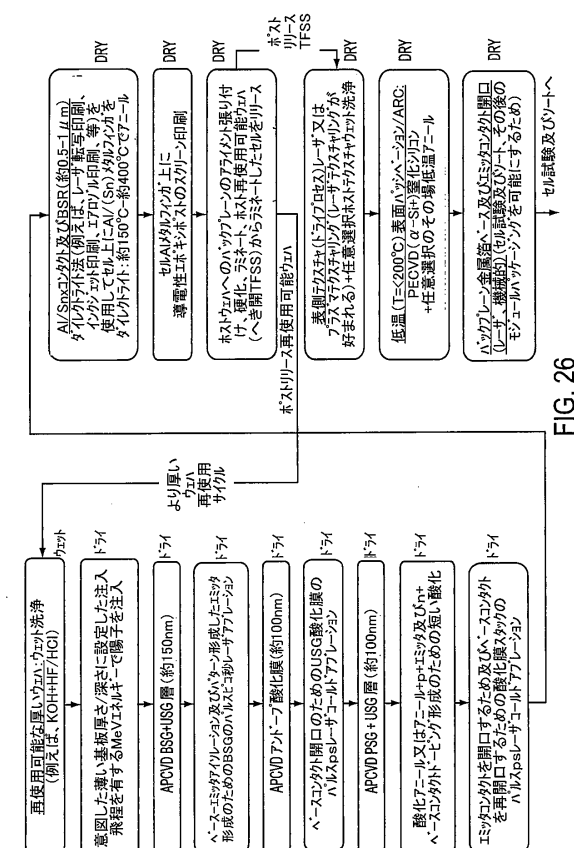 再使用可能な厚いウェハ・ウェット洗浄
(例えば、KOH+HF/HCl)
ウェット
意図した薄い基板厚さ/深さに設定した注入
飛程を有するMeVエネルギーで陽子を注入
ドライ
APCVD BSG+USG 層(約150nm)
ドライ
ベース-エミッタアイソレーション及びパターン形成したエミッタ
形成のためのBSGのパルスピコ秒レーザアブレーション
ドライ
APCVD アンドープ酸化膜(約100nm)
ドライ
ベースコンタクト開口のためのUSG酸化膜の
パルスpsレーザコールドアブレーション
ドライ
APCVD PSG+USG 層(約100nm)
ドライ
酸化アニール又はアニール+p+エミッタ及びn+
ベースコンタクトドーピング形成のための短い酸化
ドライ
エミッタコンタクトを開口するため及びベースコンタクト
を再開口するための酸化膜スタックの
パルスpsレーザコールドアブレーション
ドライ
より厚い
ウェハ
再使用
サイクル
Al/Snxコンタクト及びBSR(約0.5-1μm)
ダイレクトライト法(例えば、レーザ転写印刷、
インクジェット印刷、エアロゾル印刷、等)を
使用してセル上にAl/(Sn)メタルフィンガを
ダイレクトライト:約150℃-約400℃でアニール
DRY
セルAlメタルフィンガ上に
導電性エポキシポストのスクリーン印刷
DRY
ホストウェハへのバックプレーンのアライメント張り付
け、硬化、ラミネート、ホスト再使用可能ウェハ
(へき開TFSS)からラミネートしたセルをリリース
DRY
ポストリリース再使用可能ウェハ
ポスト
リリース
TFSS
表側テクスチャ(ドライプロセス)レーザ又は
プラズマテクスチャリング(レーザテクスチャリングが
好まれる)+任意選択ポストテクスチャウェット洗浄
DRY
低温(T=<200℃)表面パッシベーション/ARC:
PECVD(α-Si+)窒化シリコン
+任意選択のその場低温アニール
DRY
バックプレーン金属箔ベース及びエミッタコンタクト開口
(レーザ、機械的)(セル試験及びソート、その後の
モジュールパッケージングを可能にするため)
DRY
セル試験及びソートへ
FIG. 26